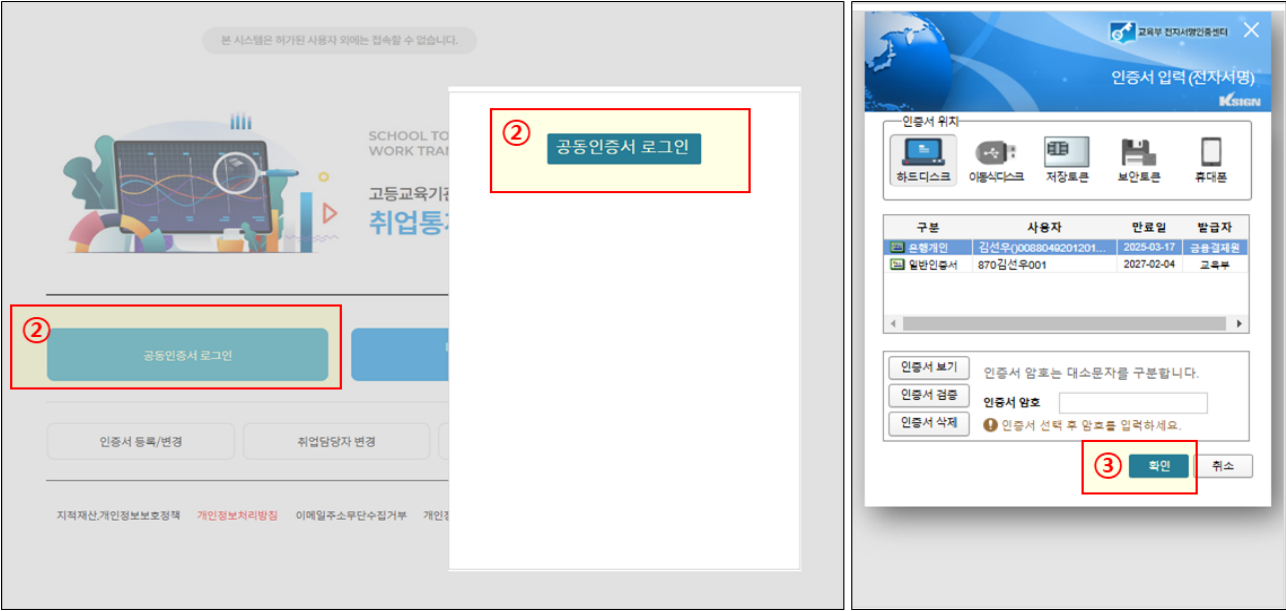 본 시스템은 허가된 사용자 외에는 접속할 수 없습니다.
SCHOOL TO
WORK TRAN
고등교육기관
취업통계
②
공동인증서 로그인
②
공동인증서 로그인
인증서 등록/변경
취업담당자 변경
지적재산,개인정보보호정책
개인정보처리방침
이메일주소무단수집거부
개인정
교육부 전자서명인증센터
인증서 입력 (전자서명)
KSIGN
인증서 위치
하드디스크
이동식디스크
저장토큰
보안토큰
휴대폰
구분 사용자 만료일 발급자
은행개인 김선우()0088049201201... 2025-03-17 금융결제원
일반인증서 870김선우001 2027-02-04 교육부
인증서 보기
인증서 암호는 대소문자를 구분합니다.
인증서 검증
인증서 암호
인증서 삭제
인증서 선택 후 암호를 입력하세요.
③
확인
취소